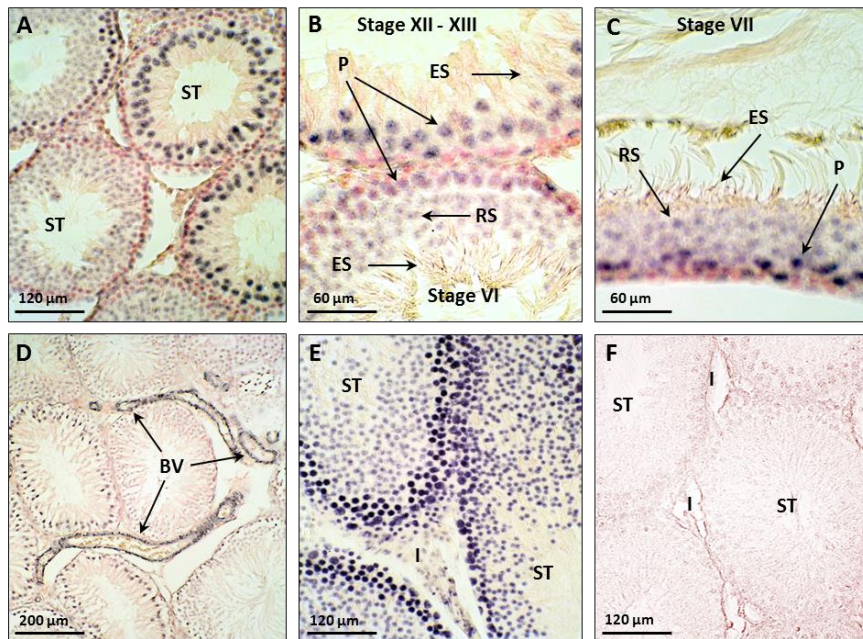 A
ST
ST
120 µm
B
Stage XII - XIII
P
ES
RS
ES
Stage VI
60 µm
C
Stage VII
ES
RS
P
60 µm
D
BV
200 µm
E
ST
I
ST
120 µm
F
I
ST
I
ST
120 µm